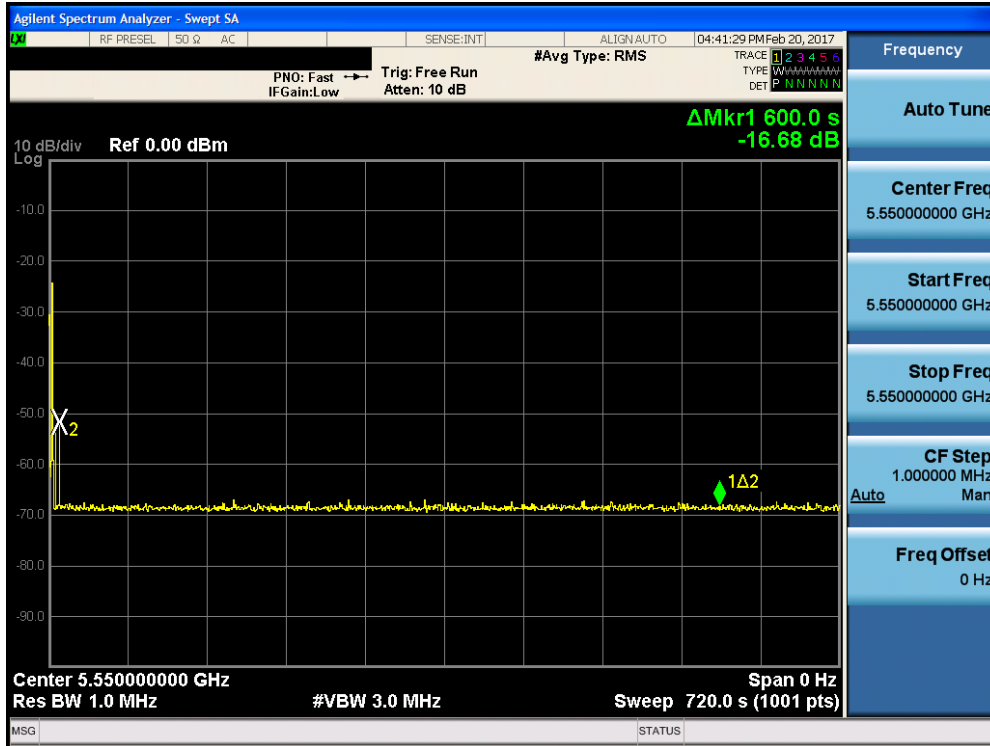 Agilent Spectrum Analyzer - Swept SA
LXI RF PRESEL 50 Ω AC SENSE:INT ALIGN AUTO 04:41:29 PM Feb 20, 2017
Frequency
#Avg Type: RMS
TRACE 1 2 3 4 5 6
PNO: Fast Trig: Free Run
TYPE WWWWWW
IFGain:Low Atten: 10 dB
DET P N N N N N
Auto Tune
ΔMkr1 600.0 s
-16.68 dB
10 dB/div Ref 0.00 dBm
Log
-10.0
-20.0
-30.0
-40.0
-50.0
-60.0
-70.0
-80.0
-90.0
2
1Δ2
Center Freq
5.550000000 GHz
Start Freq
5.550000000 GHz
Stop Freq
5.550000000 GHz
CF Step
1.000000 MHz
Auto Man
Freq Offset
0 Hz
Center 5.550000000 GHz Span 0 Hz
Res BW 1.0 MHz #VBW 3.0 MHz Sweep 720.0 s (1001 pts)
MSG STATUS